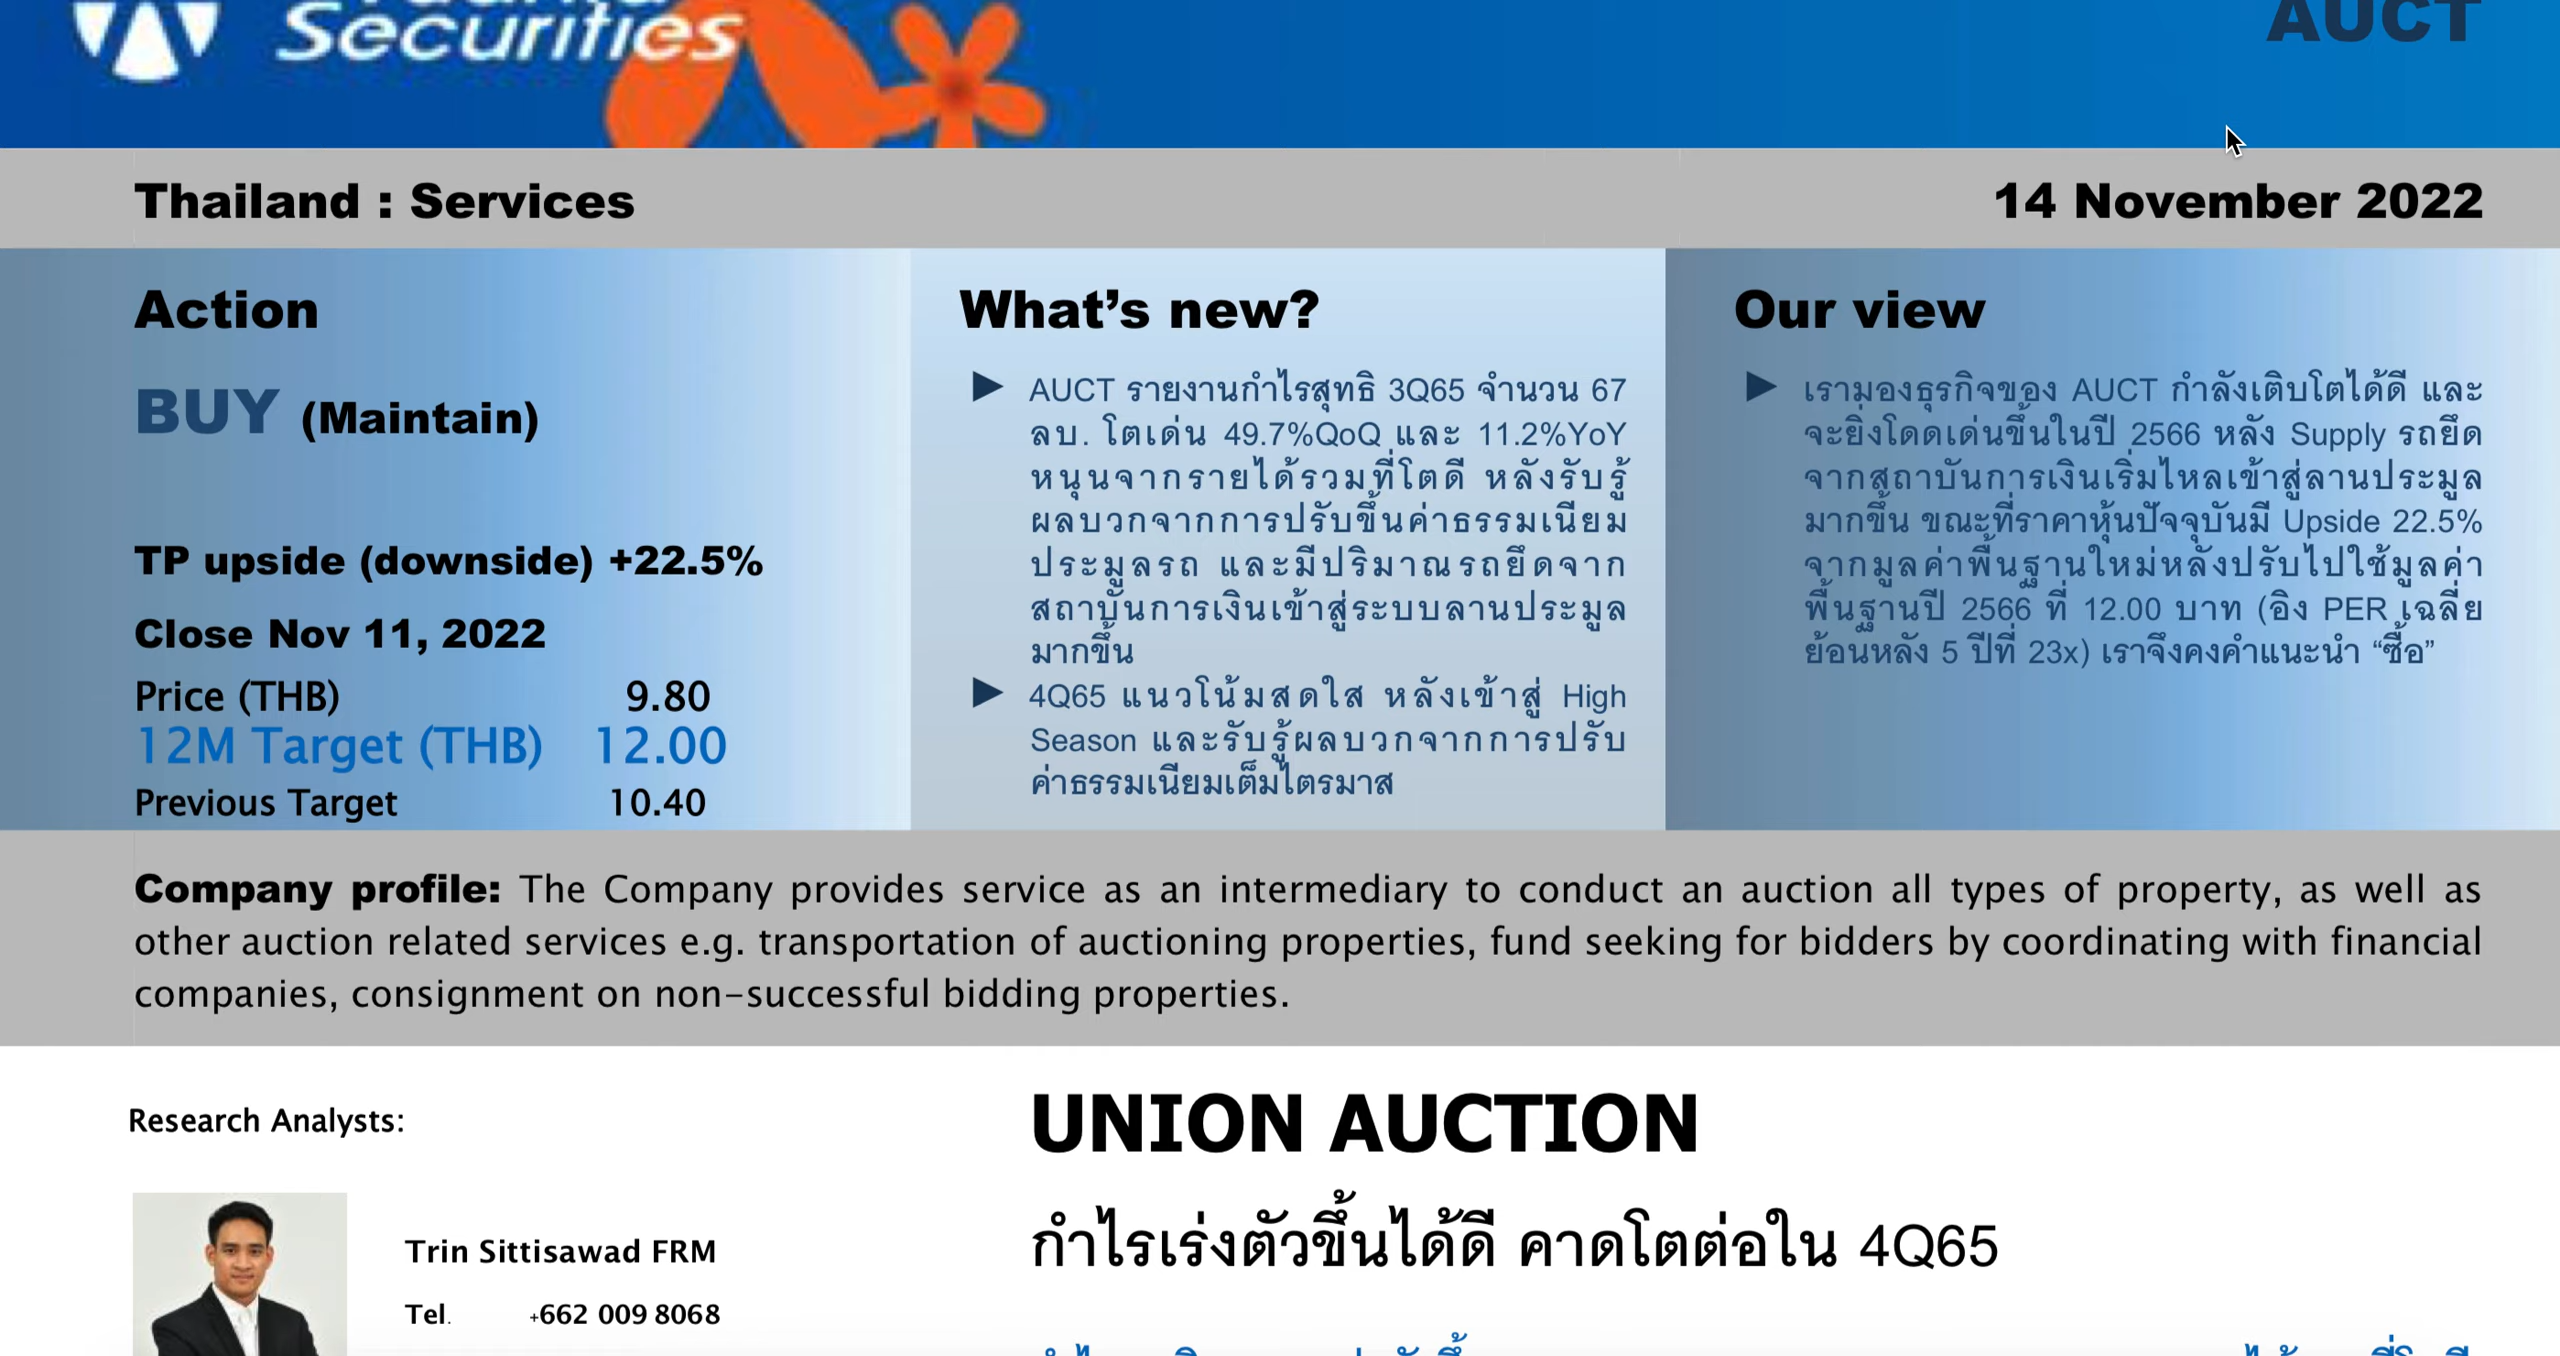 Securities
AUCT
Thailand : Services
14 November 2022
Action
BUY (Maintain)
TP upside (downside) +22.5%
Close Nov 11, 2022
Price (THB) 9.80
12M Target (THB) 12.00
Previous Target 10.40
What’s new?
► AUCT รายงานกำไรสุทธิ 3Q65 จำนวน 67
ลบ. โตเด่น 49.7%QoQ และ 11.2%YoY
หนุนจากรายได้รวมที่โตดี หลังรับรู้
ผลบวกจากการปรับขึ้นค่าธรรมเนียม
ประมูลรถ และมีปริมาณรถยึดจาก
สถาบันการเงินเข้าสู่ระบบลานประมูล
มากขึ้น
► 4Q65 แนวโน้มสดใส หลังเข้าสู่ High
Season และรับรู้ผลบวกจากการปรับ
ค่าธรรมเนียมเต็มไตรมาส
Our view
► เรามองธุรกิจของ AUCT กำลังเติบโตได้ดี และ
จะยิ่งโดดเด่นขึ้นในปี 2566 หลัง Supply รถยึด
จากสถาบันการเงินเริ่มไหลเข้าสู่ลานประมูล
มากขึ้น ขณะที่ราคาหุ้นปัจจุบันมี Upside 22.5%
จากมูลค่าพื้นฐานใหม่หลังปรับไปใช้มูลค่า
พื้นฐานปี 2566 ที่ 12.00 บาท (อิง PER เฉลี่ย
ย้อนหลัง 5 ปีที่ 23x) เราจึงคงคำแนะนำ “ซื้อ”
Company profile: The Company provides service as an intermediary to conduct an auction all types of property, as well as
other auction related services e.g. transportation of auctioning properties, fund seeking for bidders by coordinating with financial
companies, consignment on non-successful bidding properties.
Research Analysts:
Trin Sittisawad FRM
Tel. +662 009 8068
UNION AUCTION
กำไรเร่งตัวขึ้นได้ดี คาดโตต่อใน 4Q65